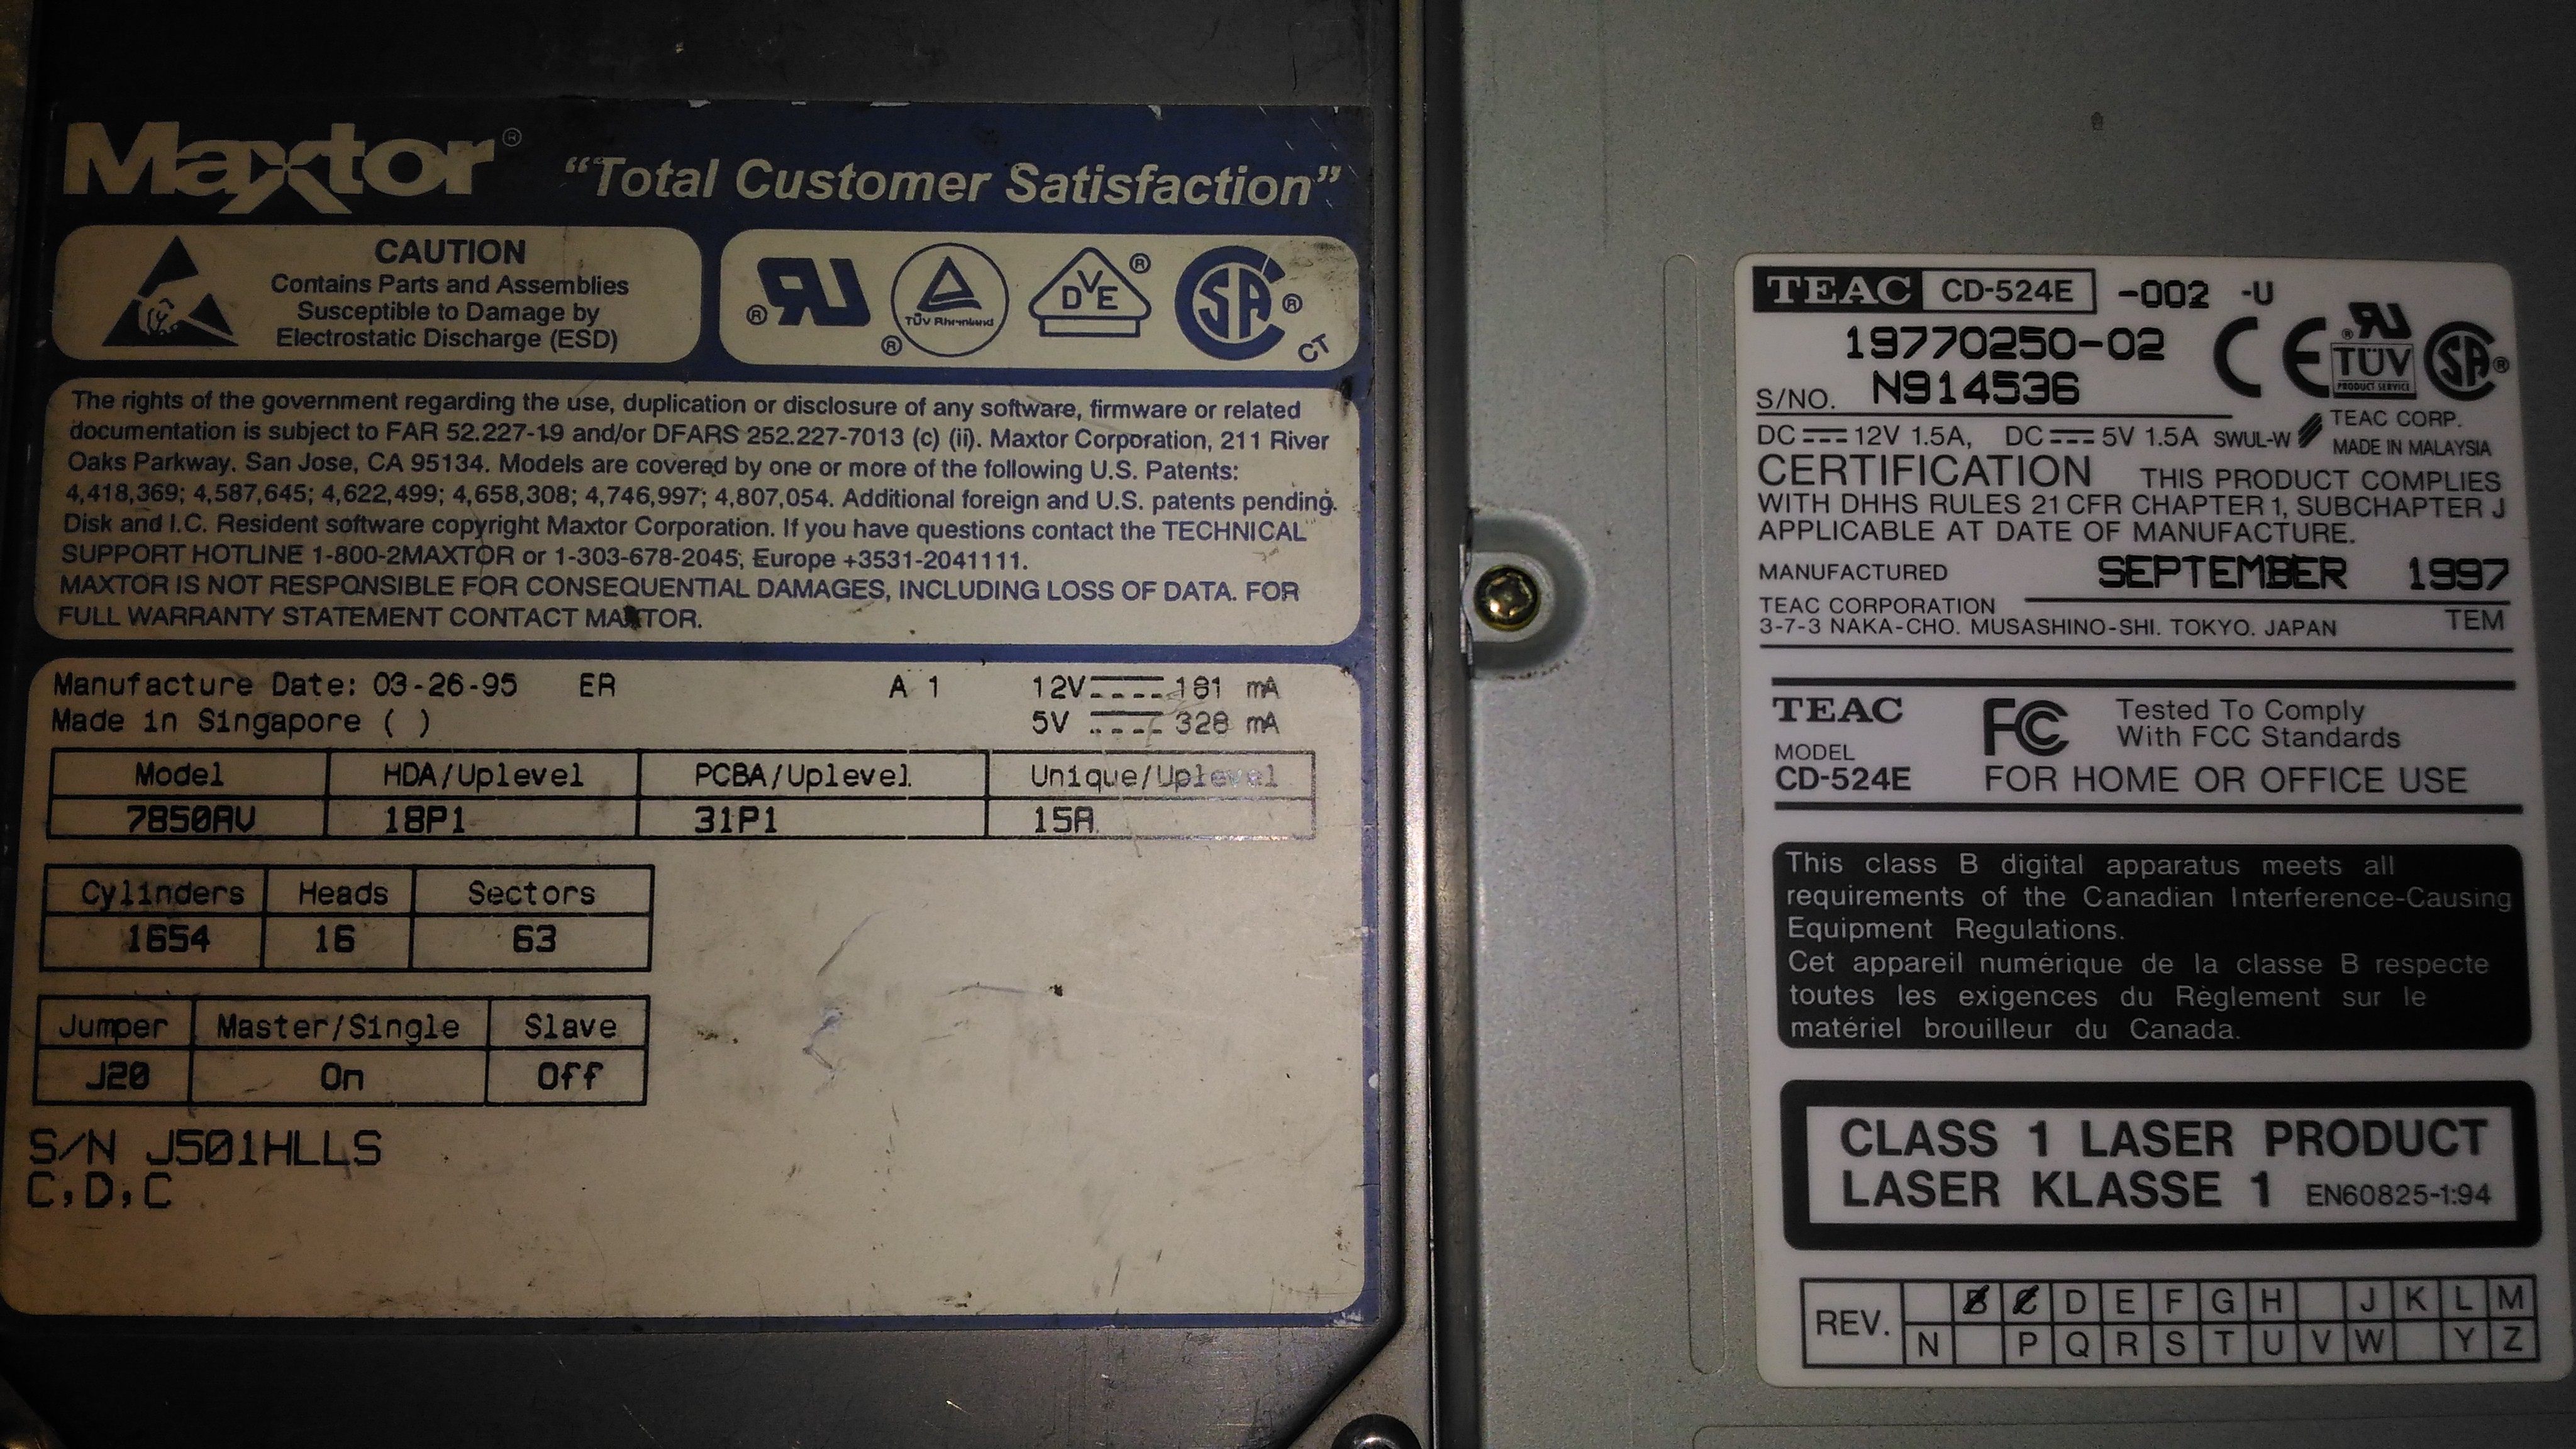 Maxtor® "Total Customer Satisfaction"
CAUTION
Contains Parts and Assemblies
Susceptible to Damage by
Electrostatic Discharge (ESD)
® ® TÜV Rheinland
DVE ®
SA ® CT
The rights of the government regarding the use, duplication or disclosure of any software, firmware or related
documentation is subject to FAR 52.227-19 and/or DFARS 252.227-7013 (c) (ii). Maxtor Corporation, 211 River
Oaks Parkway, San Jose, CA 95134. Models are covered by one or more of the following U.S. Patents:
4,418,369; 4,587,645; 4,622,499; 4,658,308; 4,746,997; 4,807,054. Additional foreign and U.S. patents pending.
Disk and I.C. Resident software copyright Maxtor Corporation. If you have questions contact the TECHNICAL
SUPPORT HOTLINE 1-800-2MAXTOR or 1-303-678-2045; Europe +3531-2041111.
MAXTOR IS NOT RESPONSIBLE FOR CONSEQUENTIAL DAMAGES, INCLUDING LOSS OF DATA. FOR
FULL WARRANTY STATEMENT CONTACT MAXTOR.
Manufacture Date: 03-26-95 ER A 1 12V 181 mA
Made in Singapore ( ) 5V 328 mA
Model HDA/Uplevel PCBA/Uplevel Unique/Uplevel
7850AV 18P1 31P1 15A
Cylinders Heads Sectors
1654 16 63
Jumper Master/Single Slave
J20 On Off
S/N J501HLLS
C,D,C
TEAC CD-524E -002 -U
19770250-02
S/NO. N914536
CE TÜV PRODUCT SERVICE SA ®
DC 12V 1.5A, DC 5V 1.5A SWUL-W TEAC CORP.
MADE IN MALAYSIA
CERTIFICATION THIS PRODUCT COMPLIES
WITH DHHS RULES 21 CFR CHAPTER 1, SUBCHAPTER J
APPLICABLE AT DATE OF MANUFACTURE.
MANUFACTURED SEPTEMBER 1997
TEAC CORPORATION
3-7-3 NAKA-CHO. MUSASHINO-SHI. TOKYO. JAPAN TEM
TEAC FC Tested To Comply
With FCC Standards
MODEL
CD-524E FOR HOME OR OFFICE USE
This class B digital apparatus meets all
requirements of the Canadian Interference-Causing
Equipment Regulations.
Cet appareil numérique de la classe B respecte
toutes les exigences du Règlement sur le
matériel brouilleur du Canada.
CLASS 1 LASER PRODUCT
LASER KLASSE 1 EN60825-1:94
REV. B C D E F G H J K L M
N P Q R S T U V W Y Z